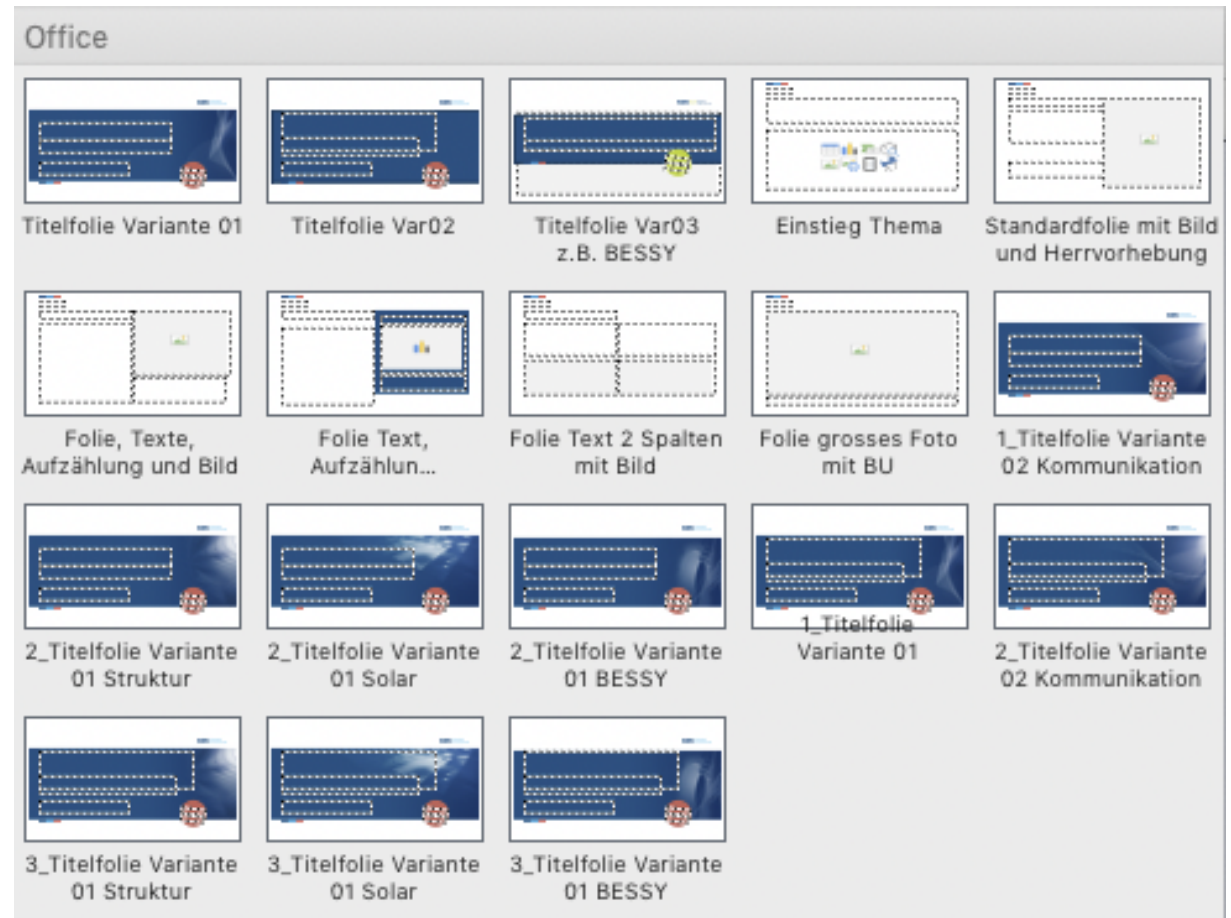 Office
Titelfolie Variante 01
Titelfolie Var02
Titelfolie Var03
z.B. BESSY
Einstieg Thema
Standardfolie mit Bild
und Herrvorhebung
Folie, Texte,
Aufzählung und Bild
Folie Text,
Aufzählun...
Folie Text 2 Spalten
mit Bild
Folie grosses Foto
mit BU
1_Titelfolie Variante
02 Kommunikation
2_Titelfolie Variante
01 Struktur
2_Titelfolie Variante
01 Solar
2_Titelfolie Variante
01 BESSY
1_Titelfolie
Variante 01
2_Titelfolie Variante
02 Kommunikation
3_Titelfolie Variante
01 Struktur
3_Titelfolie Variante
01 Solar
3_Titelfolie Variante
01 BESSY